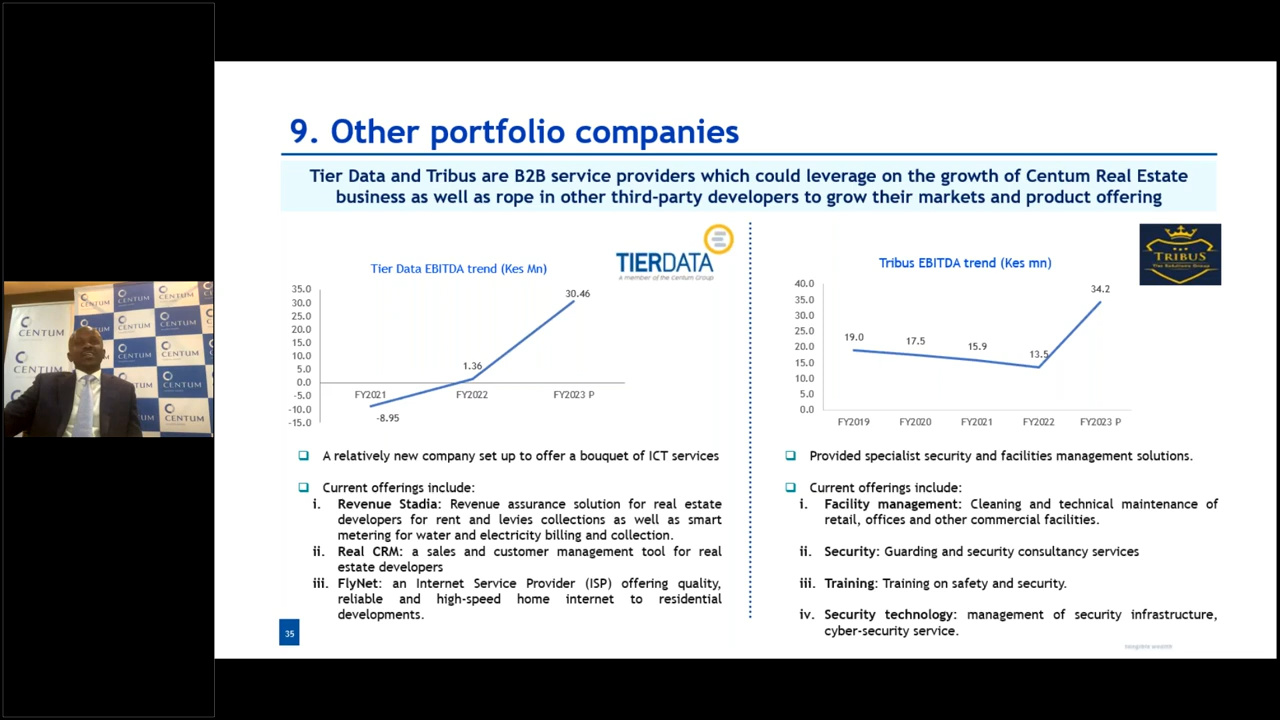 9. Other portfolio companies
Tier Data and Tribus are B2B service providers which could leverage on the growth of Centum Real Estate
business as well as rope in other third-party developers to grow their markets and product offering
Tier Data EBITDA trend (Kes Mn)
TIERDATA
A member of the Centum Group
35.0
30.0
25.0
20.0
15.0
10.0
5.0
0.0
-5.0
-10.0
-15.0
30.46
1.36
-8.95
FY2021
FY2022
FY2023 P
A relatively new company set up to offer a bouquet of ICT services
Current offerings include:
i. Revenue Stadia: Revenue assurance solution for real estate
developers for rent and levies collections as well as smart
metering for water and electricity billing and collection.
ii. Real CRM: a sales and customer management tool for real
estate developers
iii. FlyNet: an Internet Service Provider (ISP) offering quality,
reliable and high-speed home internet to residential
developments.
35
Tribus EBITDA trend (Kes mn)
TRIBUS
40.0
35.0
30.0
25.0
20.0
15.0
10.0
5.0
0.0
19.0
17.5
15.9
13.5
34.2
FY2019
FY2020
FY2021
FY2022
FY2023 P
Provided specialist security and facilities management solutions.
Current offerings include:
i. Facility management: Cleaning and technical maintenance of
retail, offices and other commercial facilities.
ii. Security: Guarding and security consultancy services
iii. Training: Training on safety and security.
iv. Security technology: management of security infrastructure,
cyber-security service.
CENTUM
CENTUM
CENTUM
CENTUM
CENTUM
CENTUM
CENTUM
CENTUM
CENTUM